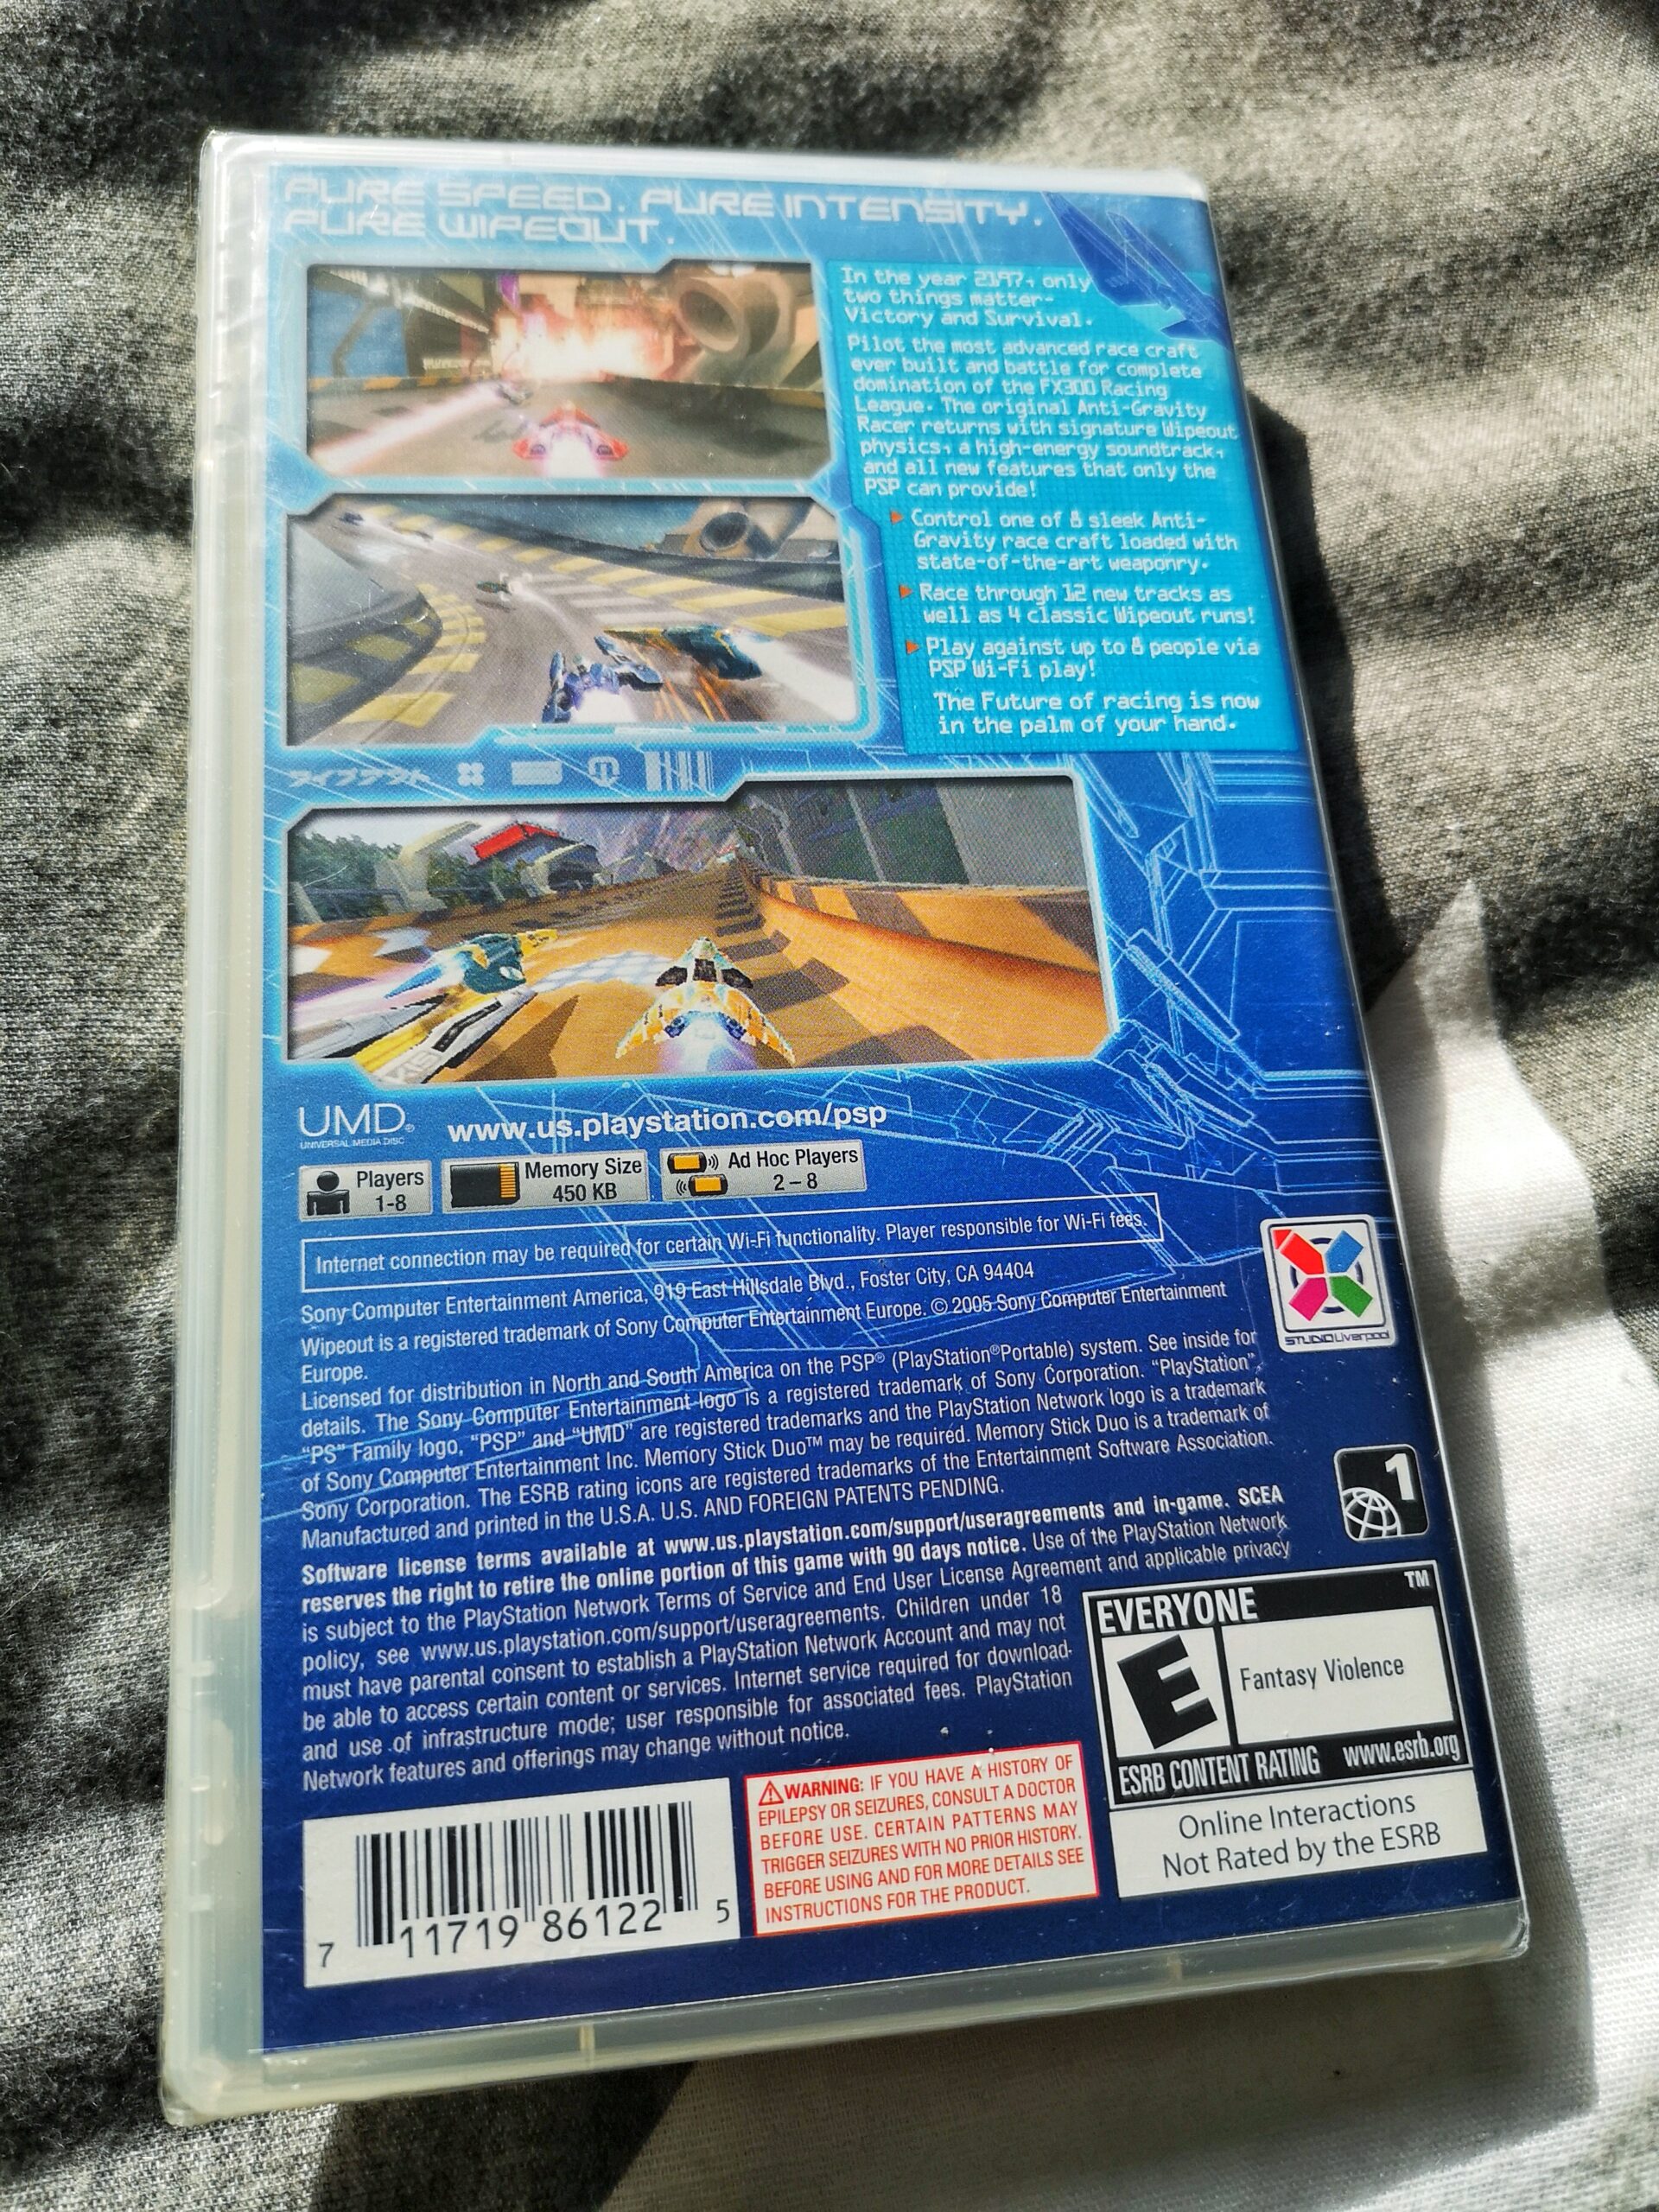 PURE SPEED. PURE INTENSITY.
PURE WIPEOUT.
In the year 2197, only
two things matter-
Victory and Survival.
Pilot the most advanced race craft
ever built and battle for complete
domination of the FX300 Racing
League. The original Anti-Gravity
Racer returns with signature Wipeout
physics, a high-energy soundtrack,
and all new features that only the
PSP can provide!
Control one of 8 sleek Anti-
Gravity race craft loaded with
state-of-the-art weaponry.
Race through 12 new tracks as
well as 4 classic Wipeout runs!
Play against up to 8 people via
PSP Wi-Fi play!
The Future of racing is now
in the palm of your hand.
ワイプアウト
UMD®
UNIVERSAL MEDIA DISC
www.us.playstation.com/psp
Players
1-8
Memory Size
450 KB
Ad Hoc Players
2 – 8
Internet connection may be required for certain Wi-Fi functionality. Player responsible for Wi-Fi fees.
Sony Computer Entertainment America, 919 East Hillsdale Blvd., Foster City, CA 94404
Wipeout is a registered trademark of Sony Computer Entertainment Europe. © 2005 Sony Computer Entertainment
Europe.
Licensed for distribution in North and South America on the PSP® (PlayStation®Portable) system. See inside for
details. The Sony Computer Entertainment logo is a registered trademark of Sony Corporation. “PlayStation”,
“PS” Family logo, “PSP” and “UMD” are registered trademarks and the PlayStation Network logo is a trademark
of Sony Computer Entertainment Inc. Memory Stick Duo™ may be required. Memory Stick Duo is a trademark of
Sony Corporation. The ESRB rating icons are registered trademarks of the Entertainment Software Association.
Manufactured and printed in the U.S.A. U.S. AND FOREIGN PATENTS PENDING.
STUDIO Liverpool
1
Software license terms available at www.us.playstation.com/support/useragreements and in-game. SCEA
reserves the right to retire the online portion of this game with 90 days notice. Use of the PlayStation Network
is subject to the PlayStation Network Terms of Service and End User License Agreement and applicable privacy
policy, see www.us.playstation.com/support/useragreements. Children under 18
must have parental consent to establish a PlayStation Network Account and may not
be able to access certain content or services. Internet service required for download
and use of infrastructure mode; user responsible for associated fees. PlayStation
Network features and offerings may change without notice.
EVERYONE
TM
E
Fantasy Violence
ESRB CONTENT RATING www.esrb.org
Online Interactions
Not Rated by the ESRB
WARNING: IF YOU HAVE A HISTORY OF
EPILEPSY OR SEIZURES, CONSULT A DOCTOR
BEFORE USE. CERTAIN PATTERNS MAY
TRIGGER SEIZURES WITH NO PRIOR HISTORY.
BEFORE USING AND FOR MORE DETAILS SEE
INSTRUCTIONS FOR THE PRODUCT.
7 11719 86122 5